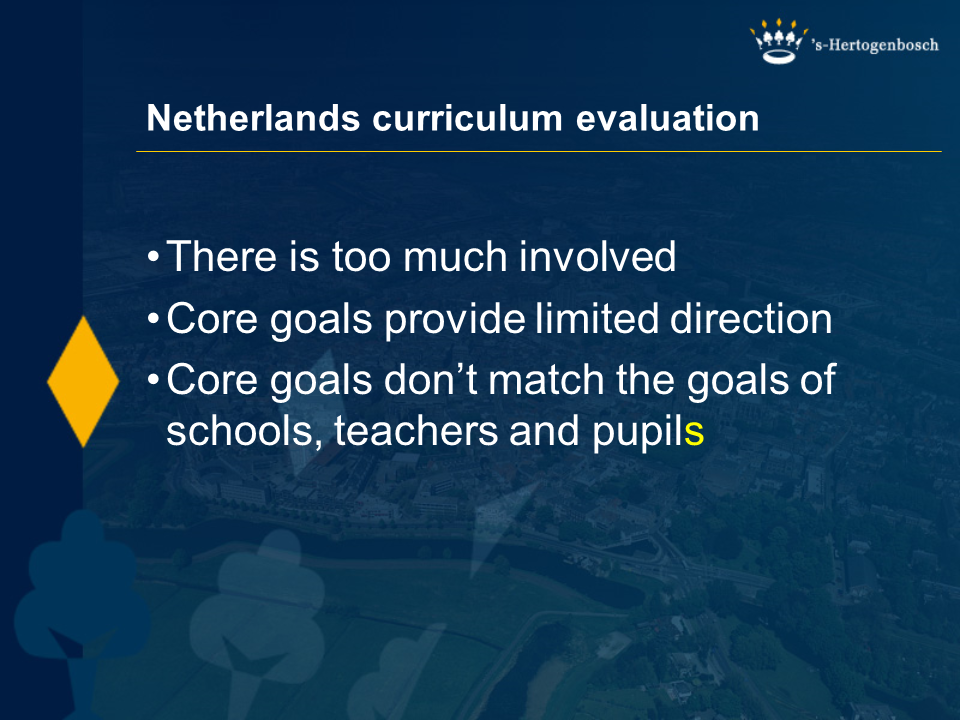 's-Hertogenbosch
Netherlands curriculum evaluation
•There is too much involved
•Core goals provide limited direction
•Core goals don’t match the goals of
schools, teachers and pupils